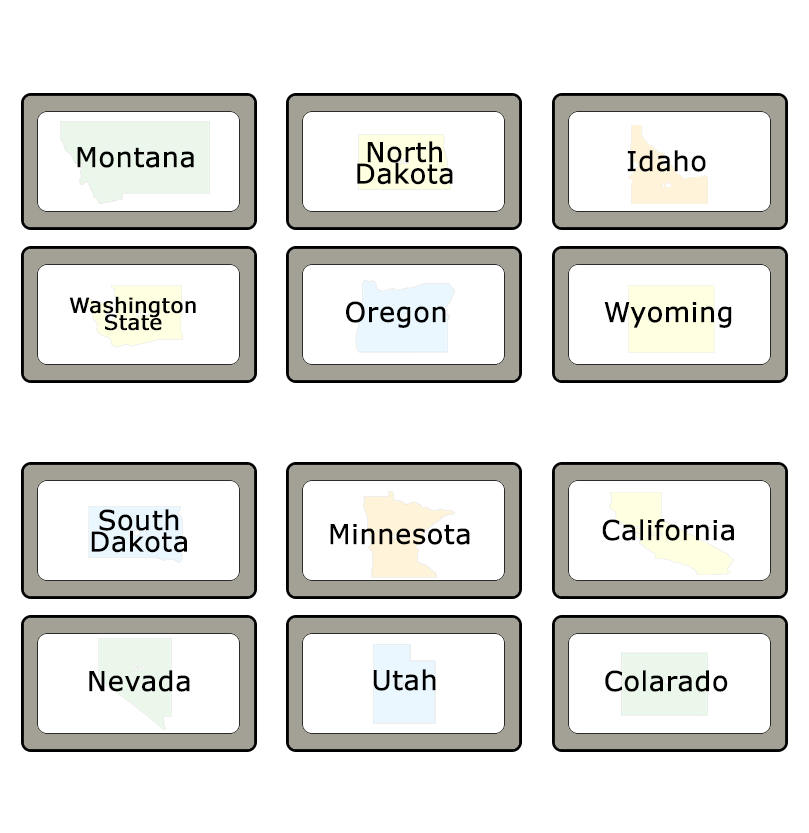 Montana
North
Dakota
Idaho
Washington
State
Oregon
Wyoming
South
Dakota
Minnesota
California
Nevada
Utah
Colarado